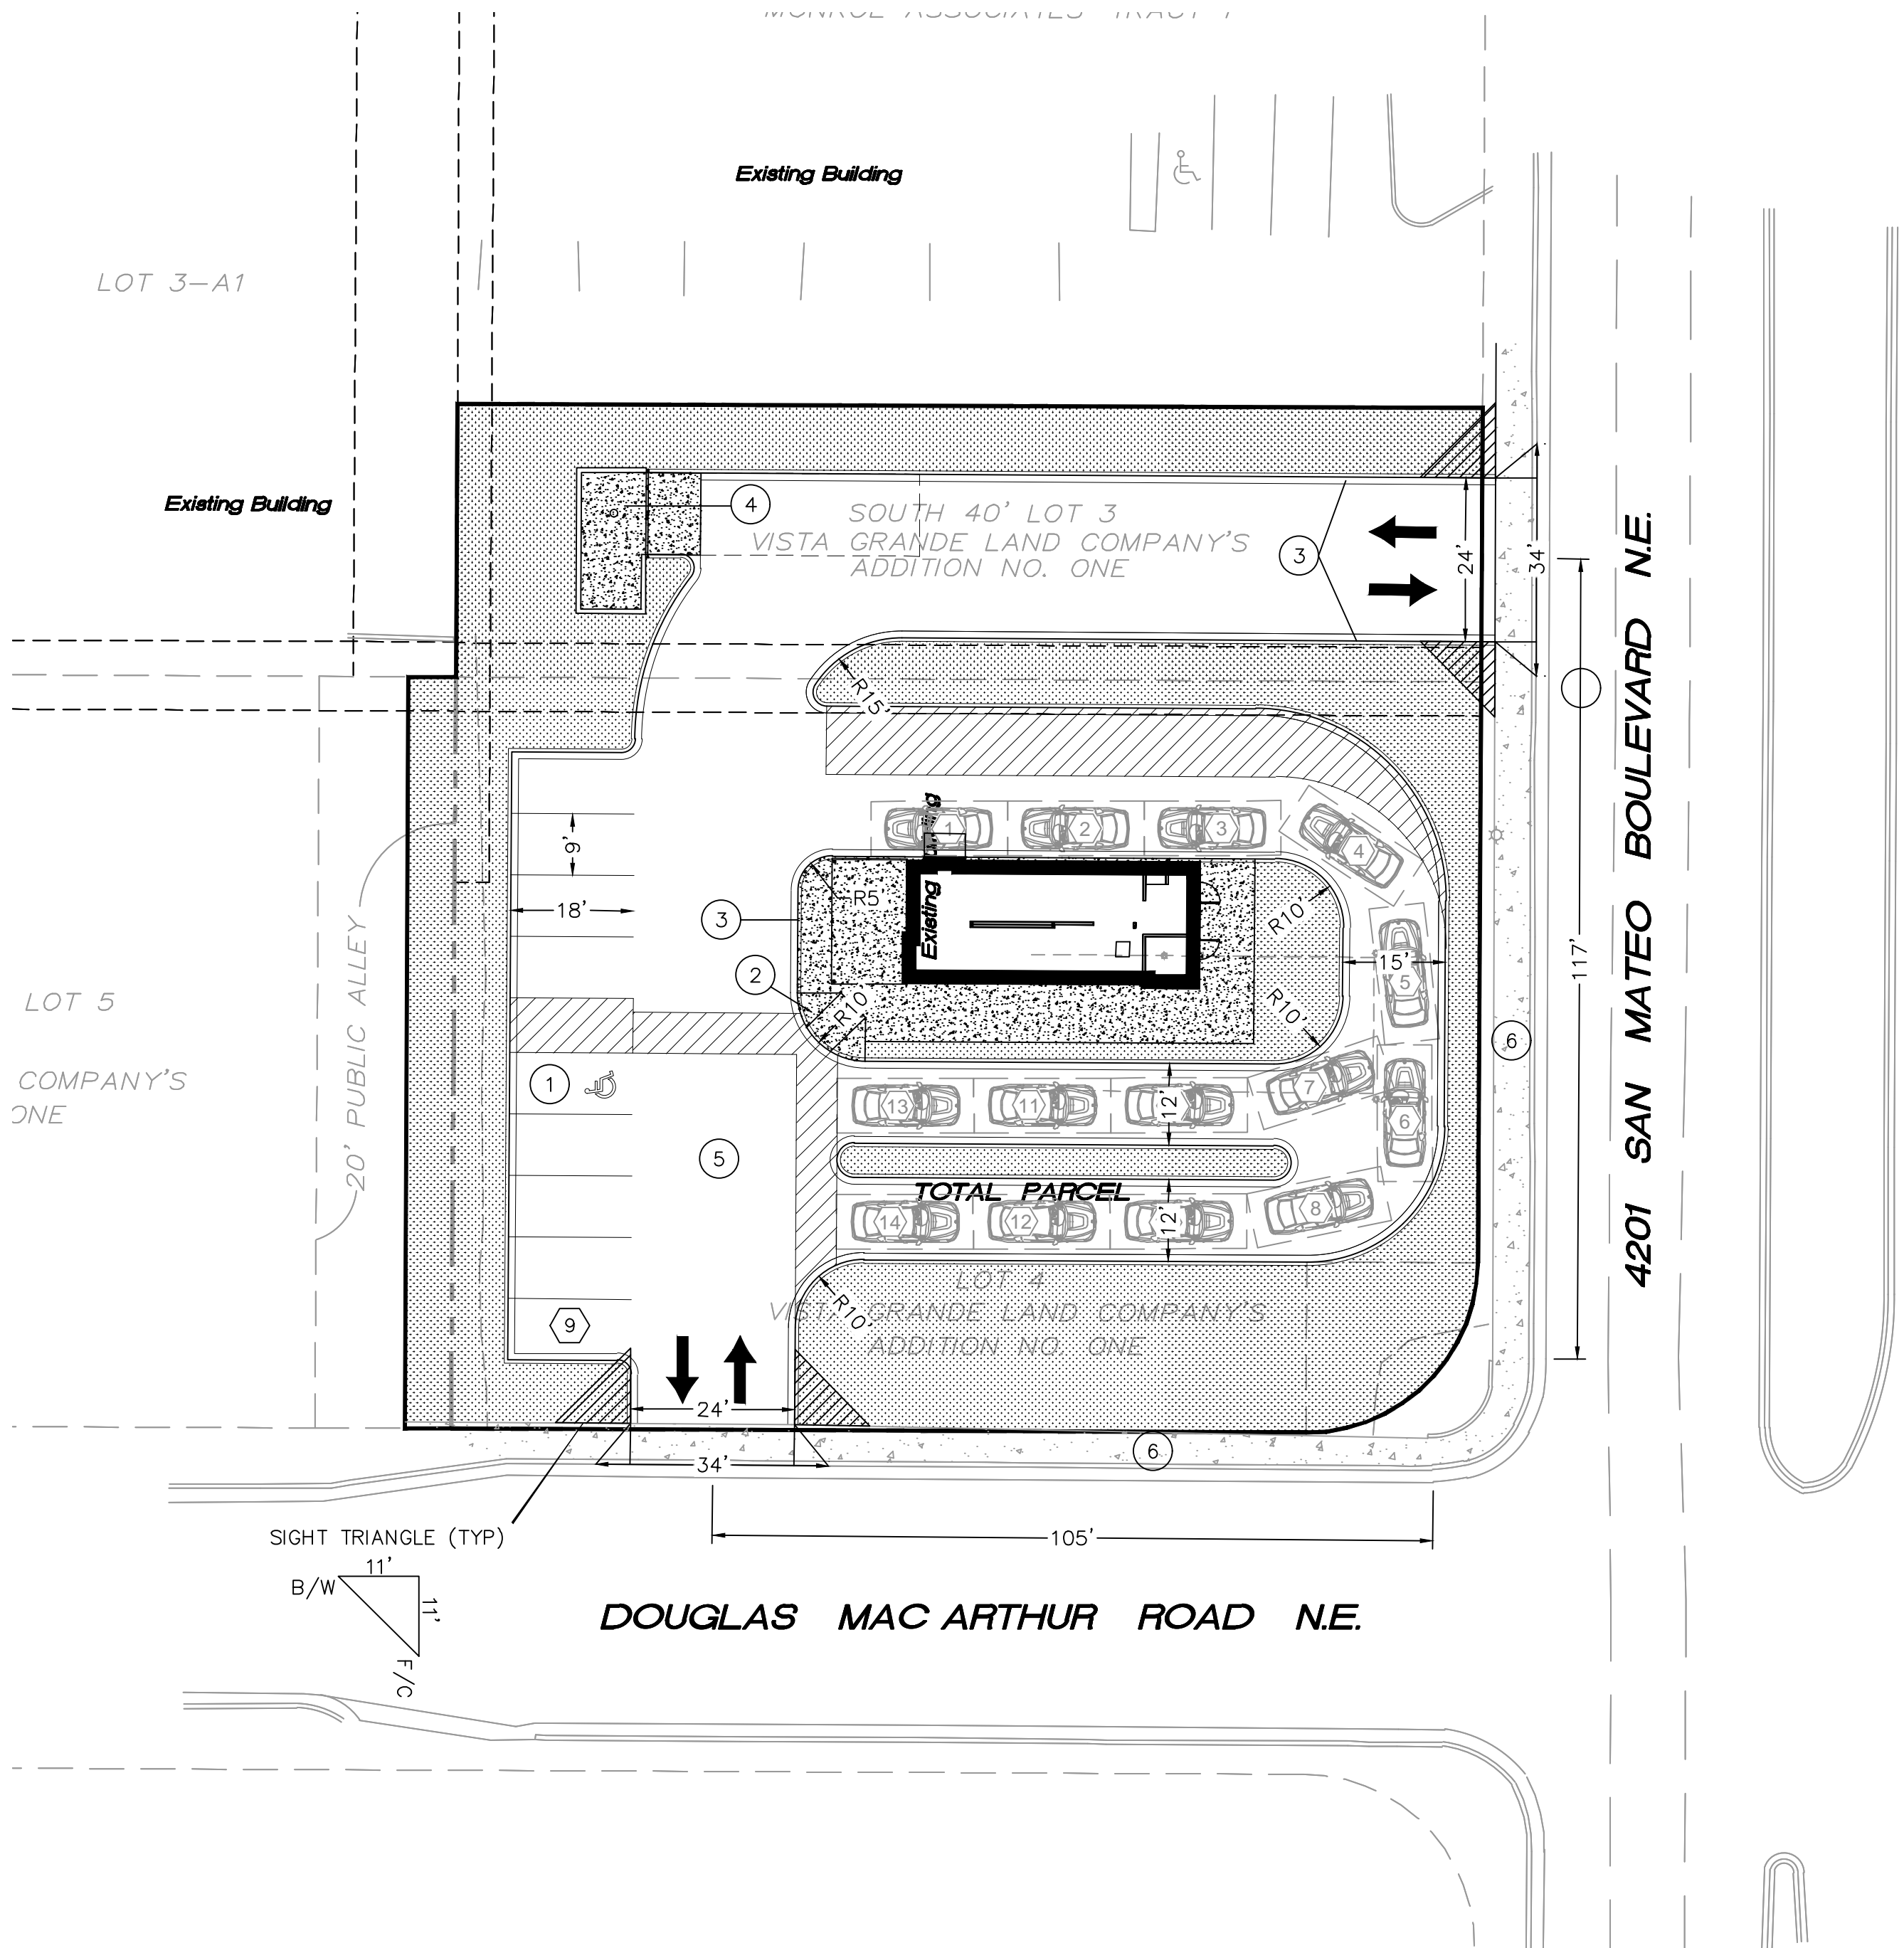 MONROE ASSOCIATES TRACT 1
Existing Building
LOT 3-A1
Existing Building
4
SOUTH 40' LOT 3
VISTA GRANDE LAND COMPANY'S
ADDITION NO. ONE
3
24'
34'
R15'
1
2
3
4
9'
18'
3
R5
Existing
R10'
15'
5
117'
2
R10
R10'
6
LOT 5
COMPANY'S
ONE
20' PUBLIC ALLEY
1
13
11
12'
7
6
5
TOTAL PARCEL
14
12
12'
8
LOT 4
VISTA GRANDE LAND COMPANY'S
ADDITION NO. ONE
R10'
9
24'
34'
6
4201 SAN MATEO BOULEVARD N.E.
105'
SIGHT TRIANGLE (TYP)
11'
B/W
11'
F/C
DOUGLAS MAC ARTHUR ROAD N.E.